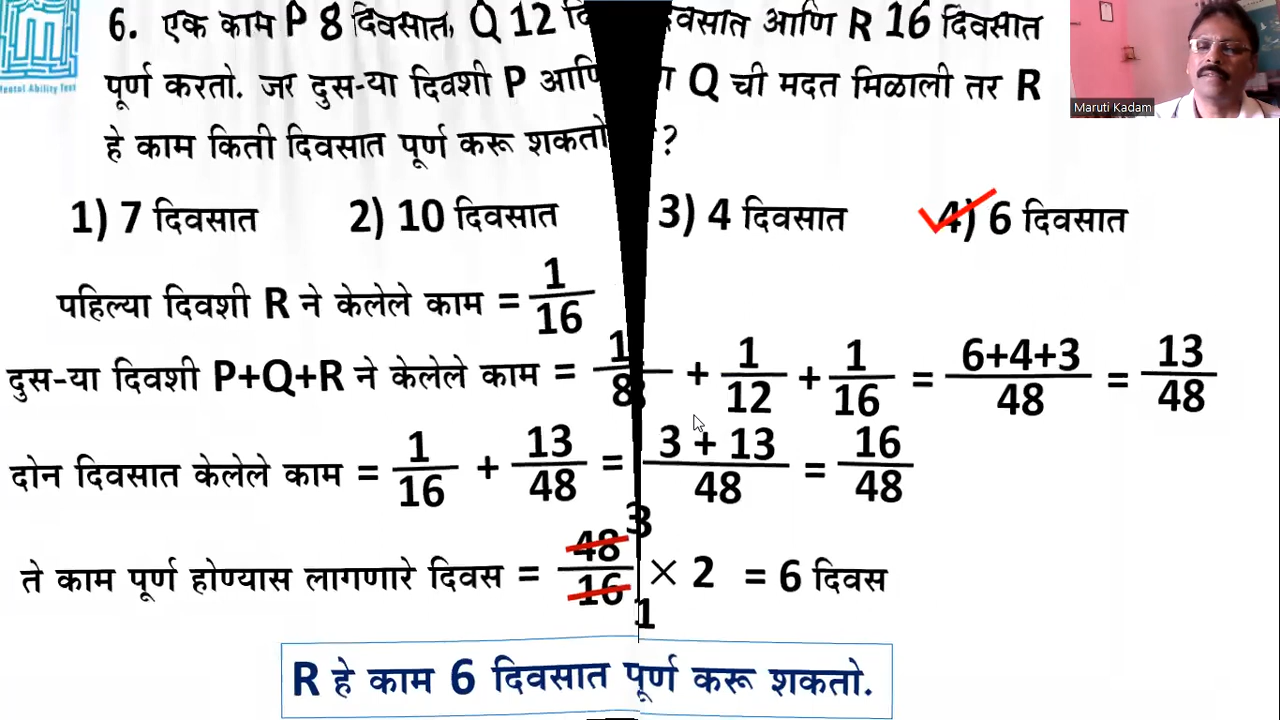 Mental Ability Test
Maruti Kadam
6. एक काम P 8 दिवसात, Q 12 दिवसात आणि R 16 दिवसात
पूर्ण करतो. जर दुस-या दिवशी P आणि Q ची मदत मिळाली तर R
हे काम किती दिवसात पूर्ण करू शकतो ?
1) 7 दिवसात 2) 10 दिवसात 3) 4 दिवसात 4) 6 दिवसात
पहिल्या दिवशी R ने केलेले काम = 1/16
दुस-या दिवशी P+Q+R ने केलेले काम = 1/8 + 1/12 + 1/16 = 6+4+3/48 = 13/48
दोन दिवसात केलेले काम = 1/16 + 13/48 = 3 + 13/48 = 16/48
ते काम पूर्ण होण्यास लागणारे दिवस = 48/16 3 1 × 2 = 6 दिवस
R हे काम 6 दिवसात पूर्ण करू शकतो.